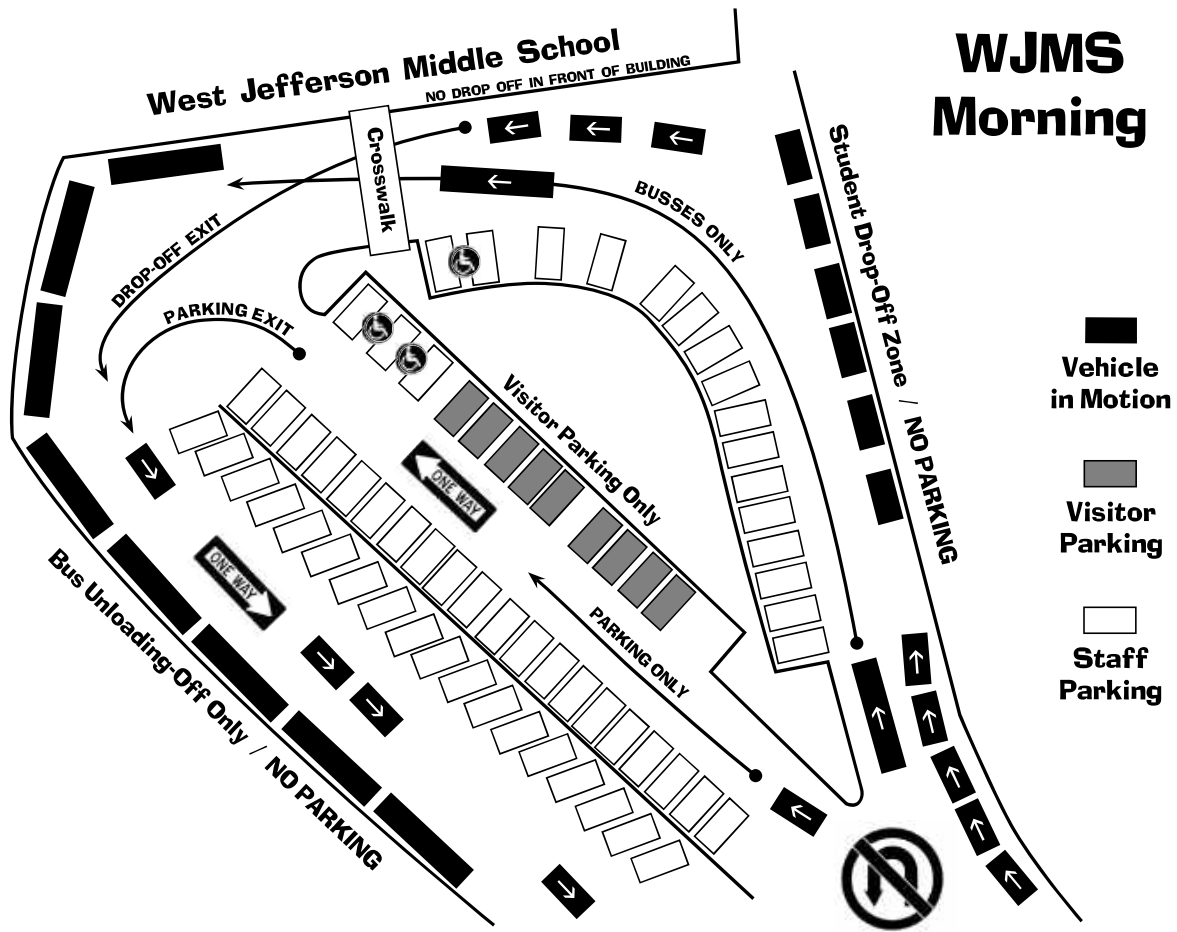 WJMS
Morning
West Jefferson Middle School
NO DROP OFF IN FRONT OF BUILDING
Crosswalk
BUSSES ONLY
Student Drop-Off Zone / NO PARKING
DROP-OFF EXIT
PARKING EXIT
Visitor Parking Only
ONE WAY
ONE WAY
PARKING ONLY
Bus Unloading-Off Only / NO PARKING
Vehicle
in Motion
Visitor
Parking
Staff
Parking